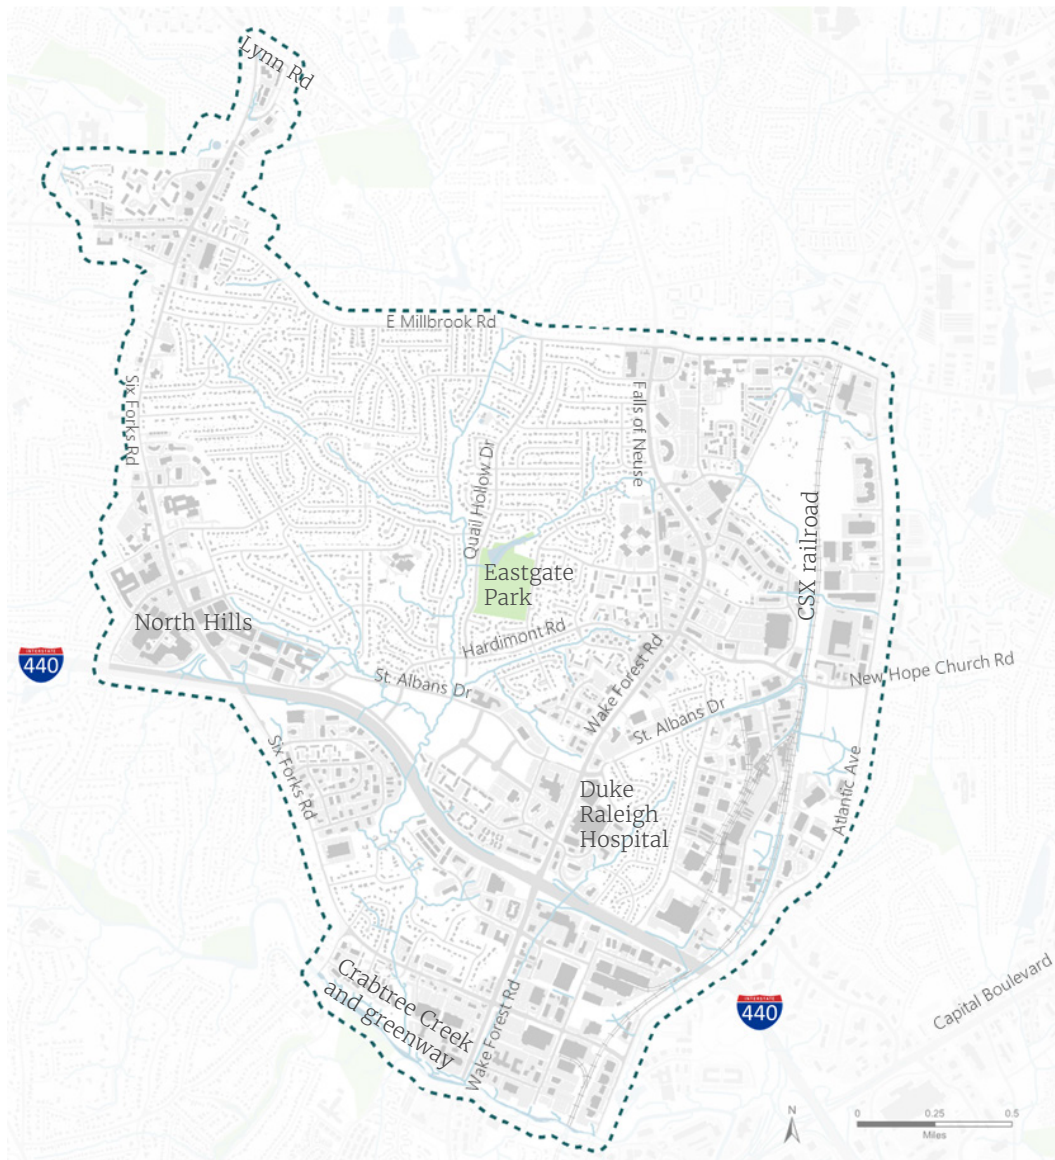 Lynn Rd
E Millbrook Rd
Six Forks Rd
Falls of Neuse
Quail Hollow Dr
CSX railroad
Eastgate
Park
North Hills
Hardimont Rd
INTERSTATE
440
St. Albans Dr
Wake Forest Rd
New Hope Church Rd
St. Albans Dr
Six Forks Rd
Atlantic Ave
Duke
Raleigh
Hospital
Crabtree Creek
and greenway
Wake Forest Rd
INTERSTATE
440
Capital Boulevard
N
0 0.25 0.5
Miles